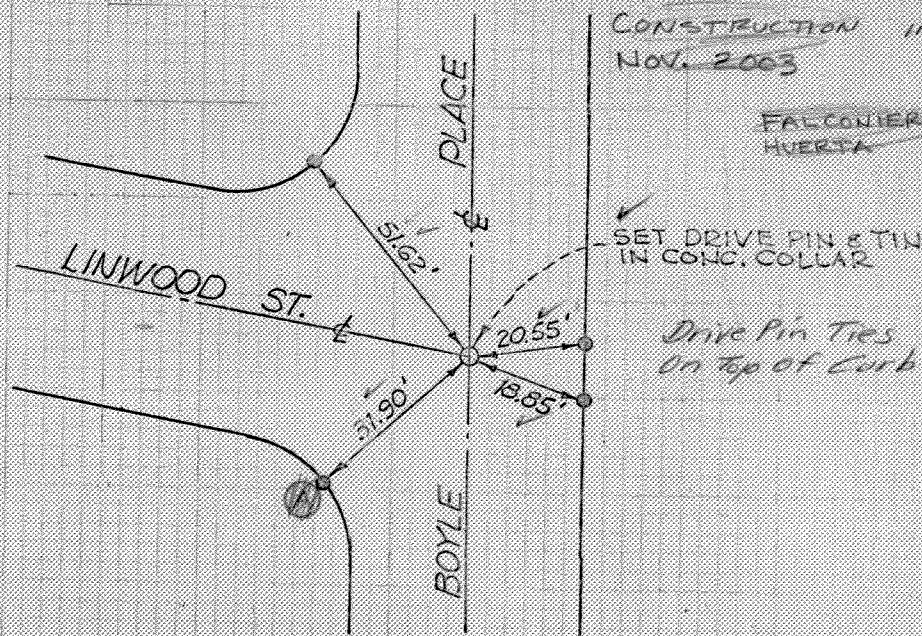 CONSTRUCTION
NOV. 2003
FALCONIER
HUERTA
PLACE
℄
51.62'
SET DRIVE PIN & TIN
IN CONC. COLLAR
LINWOOD ST. ℄
20.55'
Drive Pin Ties
On Top of Curb
18.85'
31.90'
A
BOYLE